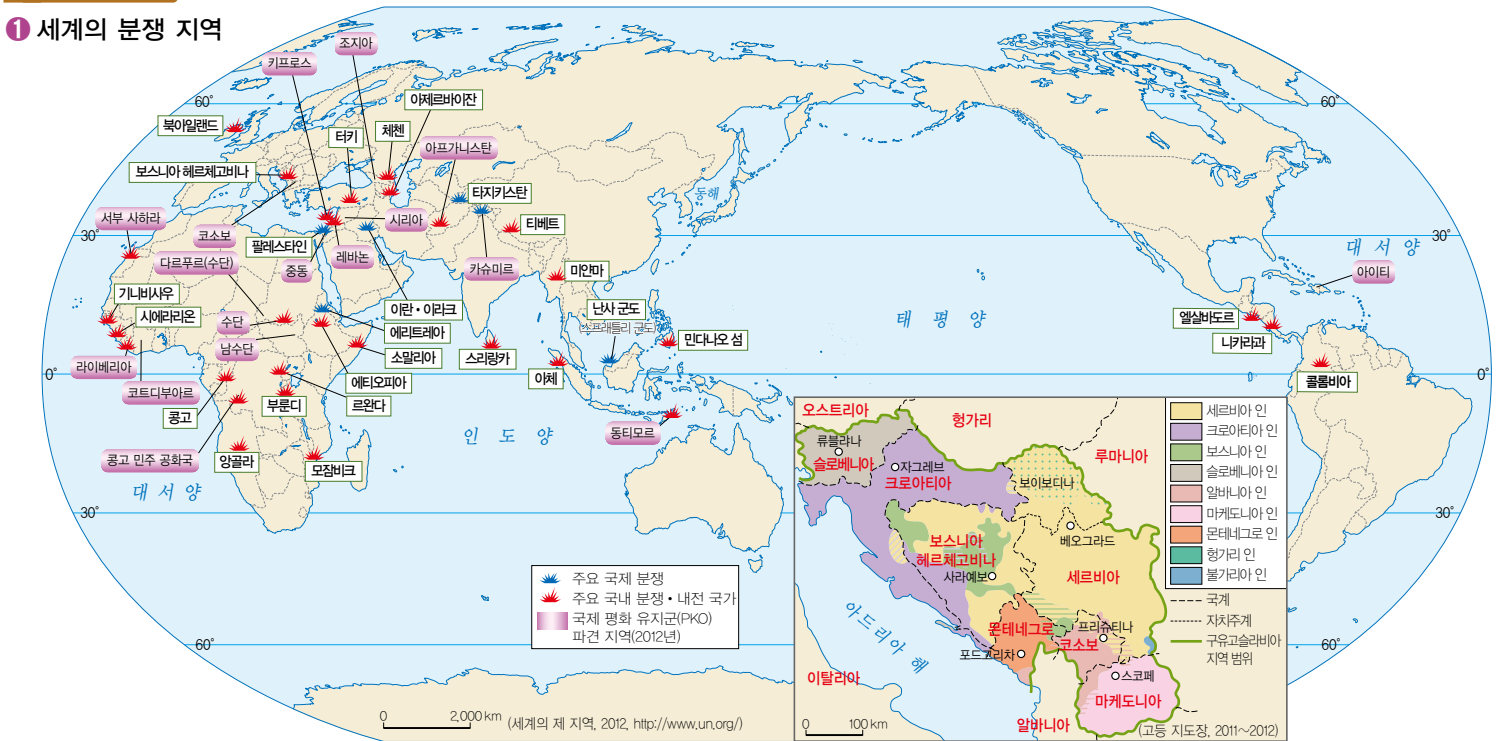 ① 세계의 분쟁 지역
조지아
키프로스
아제르바이잔
60°
60°
북아일랜드
터키
체첸
아프가니스탄
보스니아 헤르체고비나
타지키스탄
동해
서부 사하라
코소보
시리아
티베트
30°
팔레스타인
30°
대서양
다르푸르(수단)
중동
레바논
카슈미르
미얀마
아이티
기니비사우
이란·이라크
난사 군도
(스프래틀리 군도)
시에라리온
수단
에리트레아
태평양
엘살바도르
남수단
소말리아
스리랑카
민다나오 섬
니카라과
라이베리아
0°
0°
코트디부아르
에티오피아
아체
콜롬비아
콩고
부룬디
르완다
인도양
동티모르
콩고 민주 공화국
앙골라
모잠비크
대서양
30°
30°
주요 국제 분쟁
주요 국내 분쟁·내전 국가
국제 평화 유지군(PKO)
파견 지역(2012년)
60°
60°
0 2,000km
(세계의 제 지역, 2012, http://www.un.org/)
오스트리아
헝가리
루마니아
류블랴나
슬로베니아
자그레브
크로아티아
보이보디나
베오그라드
보스니아
헤르체고비나
사라예보
세르비아
아드리아 해
몬테네그로
프리슈티나
코소보
포드고리차
스코페
마케도니아
이탈리아
알바니아
0 100km
세르비아 인
크로아티아 인
보스니아 인
슬로베니아 인
알바니아 인
마케도니아 인
몬테네그로 인
헝가리 인
불가리아 인
국계
자치주계
구유고슬라비아
지역 범위
(고등 지도장, 2011~2012)